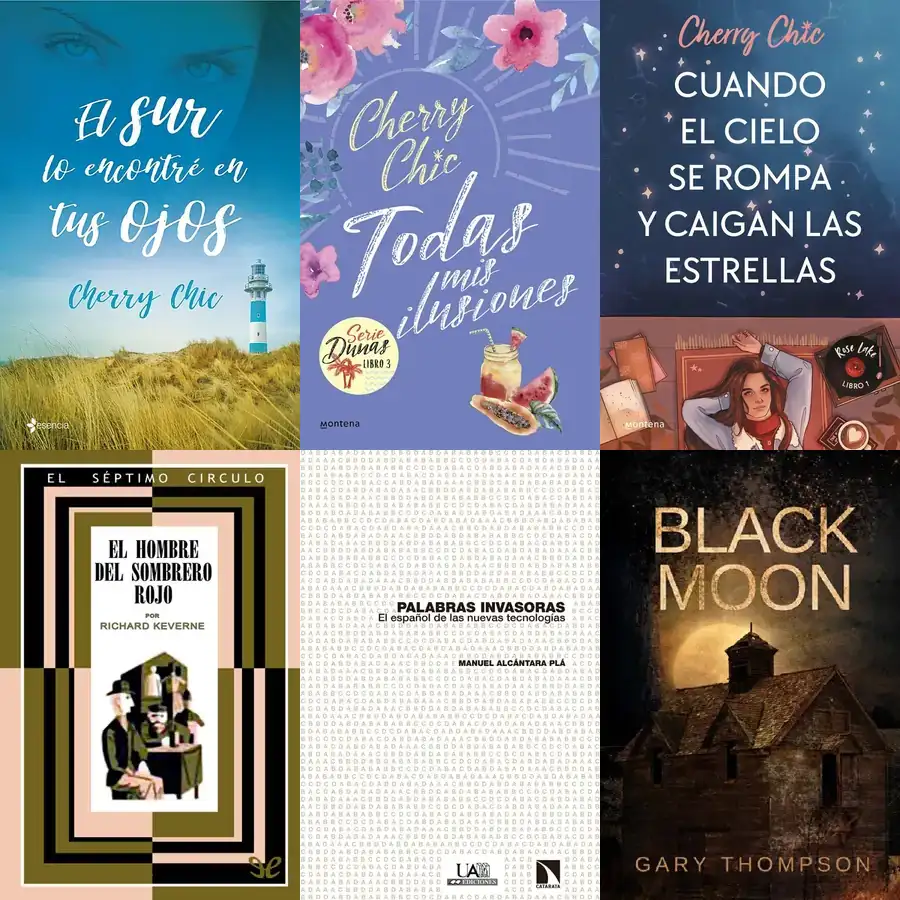 El sur
lo encontré en
tus ojos
Cherry Chic
esencia
Cherry
Chic
Todas
mis
ilusiones
Serie
Dunas
LIBRO 3
Montena
Cherry Chic
CUANDO
EL CIELO
SE ROMPA
Y CAIGAN LAS
ESTRELLAS
Rose Lake
LIBRO 1
Montena
EL SÉPTIMO CIRCULO
EL HOMBRE
DEL SOMBRERO
ROJO
POR
RICHARD KEVERNE
PALABRAS INVASORAS
El español de las nuevas tecnologías
MANUEL ALCÁNTARA PLÁ
UAM
EDICIONES
CATARATA
BLACK
MOON
GARY THOMPSON